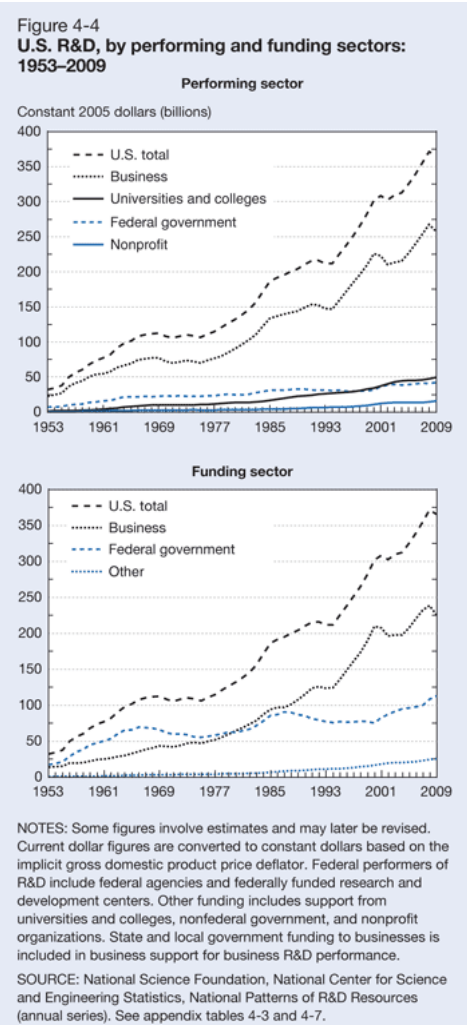 Figure 4-4
U.S. R&D, by performing and funding sectors:
1953–2009
Performing sector
Constant 2005 dollars (billions)
400
350
300
250
200
150
100
50
0
U.S. total
Business
Universities and colleges
Federal government
Nonprofit
1953 1961 1969 1977 1985 1993 2001 2009
Funding sector
400
350
300
250
200
150
100
50
0
U.S. total
Business
Federal government
Other
1953 1961 1969 1977 1985 1993 2001 2009
NOTES: Some figures involve estimates and may later be revised.
Current dollar figures are converted to constant dollars based on the
implicit gross domestic product price deflator. Federal performers of
R&D include federal agencies and federally funded research and
development centers. Other funding includes support from
universities and colleges, nonfederal government, and nonprofit
organizations. State and local government funding to businesses is
included in business support for business R&D performance.
SOURCE: National Science Foundation, National Center for Science
and Engineering Statistics, National Patterns of R&D Resources
(annual series). See appendix tables 4-3 and 4-7.